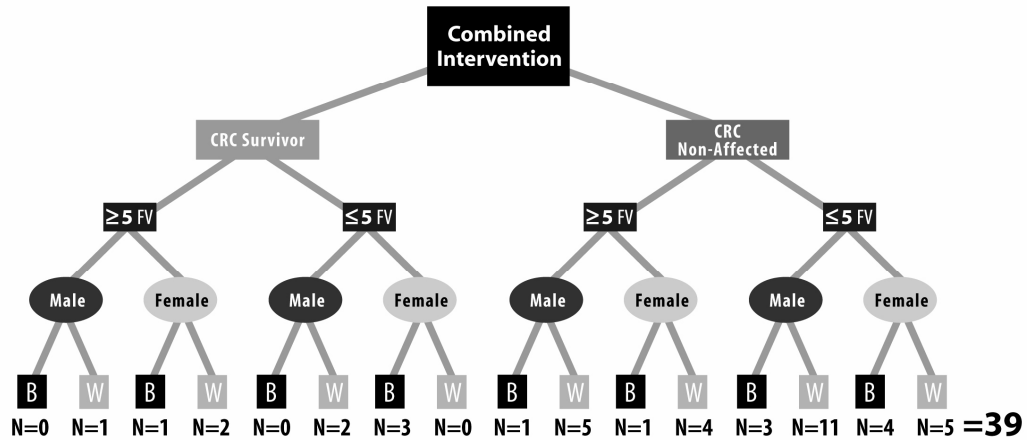 Combined
Intervention
CRC Survivor
CRC
Non-Affected
≥5 FV
≤5 FV
≥5 FV
≤5 FV
Male
Female
Male
Female
Male
Female
Male
Female
B
W
B
W
B
W
B
W
B
W
B
W
B
W
B
W
N=0 N=1 N=1 N=2 N=0 N=2 N=3 N=0 N=1 N=5 N=1 N=4 N=3 N=11 N=4 N=5 =39